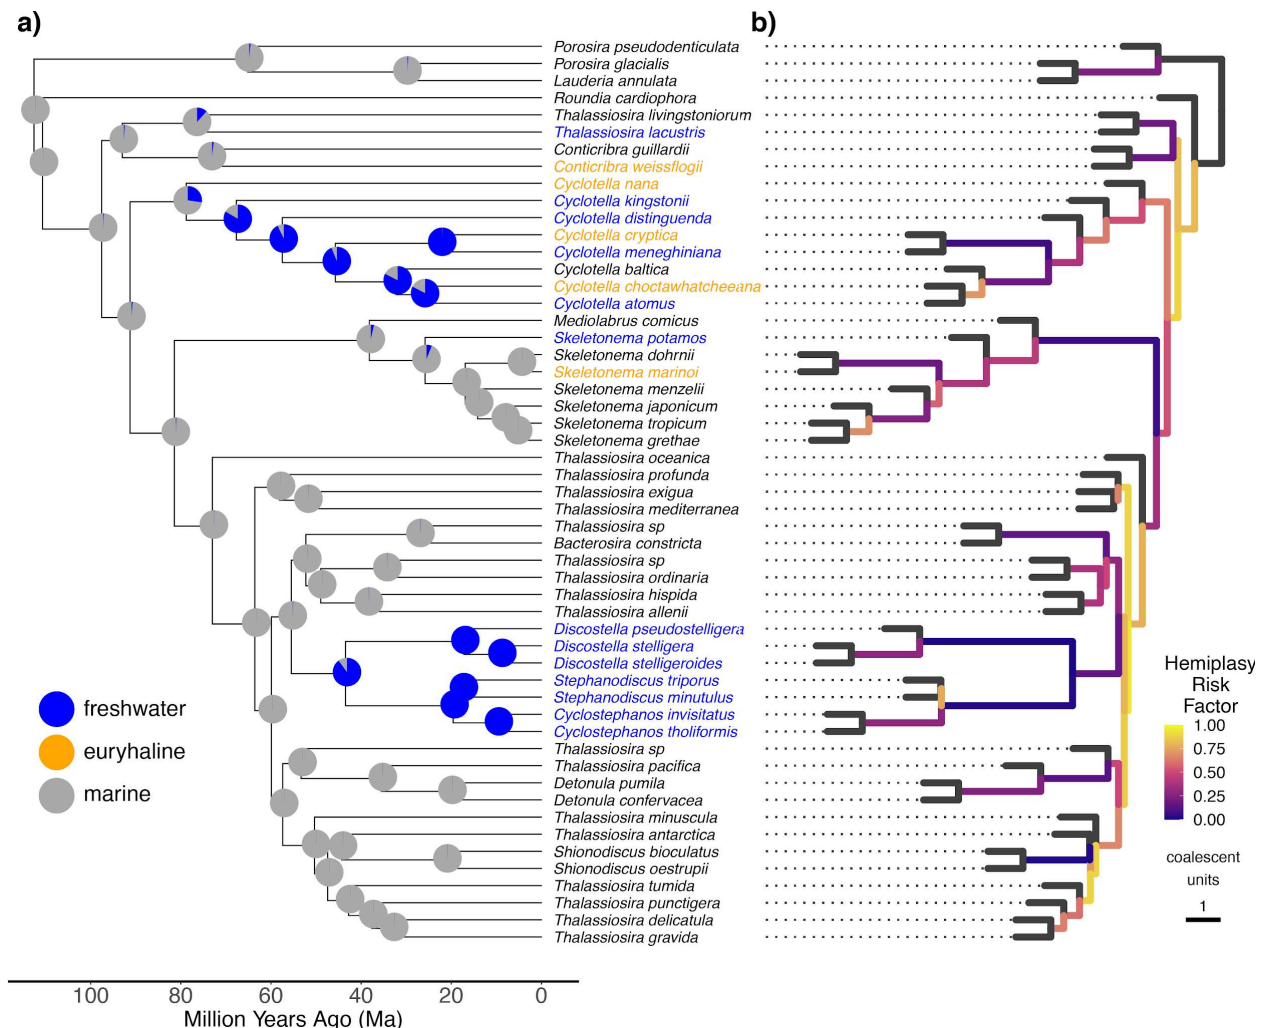 a)
b)
Porosira pseudodenticulata
Porosira glacialis
Lauderia annulata
Roundia cardiophora
Thalassiosira livingstoniorum
Thalassiosira lacustris
Conticribra guillardii
Conticribra weissflogii
Cyclotella nana
Cyclotella kingstonii
Cyclotella distinguenda
Cyclotella cryptica
Cyclotella meneghiniana
Cyclotella baltica
Cyclotella choctawhatcheeana
Cyclotella atomus
Mediolabrus comicus
Skeletonema potamos
Skeletonema dohrnii
Skeletonema marinoi
Skeletonema menzelii
Skeletonema japonicum
Skeletonema tropicum
Skeletonema grethae
Thalassiosira oceanica
Thalassiosira profunda
Thalassiosira exigua
Thalassiosira mediterranea
Thalassiosira sp
Bacterosira constricta
Thalassiosira sp
Thalassiosira ordinaria
Thalassiosira hispida
Thalassiosira allenii
Discostella pseudostelligera
Discostella stelligera
Discostella stelligeroides
Stephanodiscus triporus
Stephanodiscus minutulus
Cyclostephanos invisitatus
Cyclostephanos tholiformis
Thalassiosira sp
Thalassiosira pacifica
Detonula pumila
Detonula confervacea
Thalassiosira minuscula
Thalassiosira antarctica
Shionodiscus bioculatus
Shionodiscus oestrupii
Thalassiosira tumida
Thalassiosira punctigera
Thalassiosira delicatula
Thalassiosira gravida
freshwater
euryhaline
marine
Hemiplasy
Risk
Factor
1.00
0.75
0.50
0.25
0.00
coalescent
units
1
100 80 60 40 20 0
Million Years Ago (Ma)